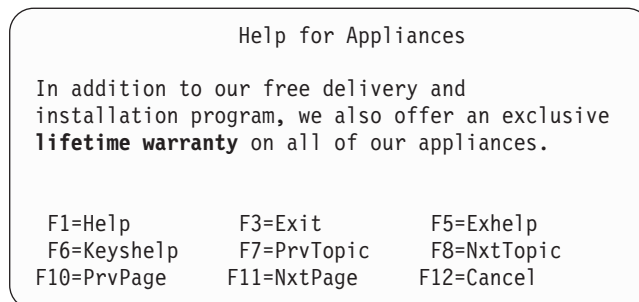 Help for Appliances
In addition to our free delivery and
installation program, we also offer an exclusive
lifetime warranty on all of our appliances.
F1=Help F3=Exit F5=Exhelp
F6=Keyshelp F7=PrvTopic F8=NxtTopic
F10=PrvPage F11=NxtPage F12=Cancel